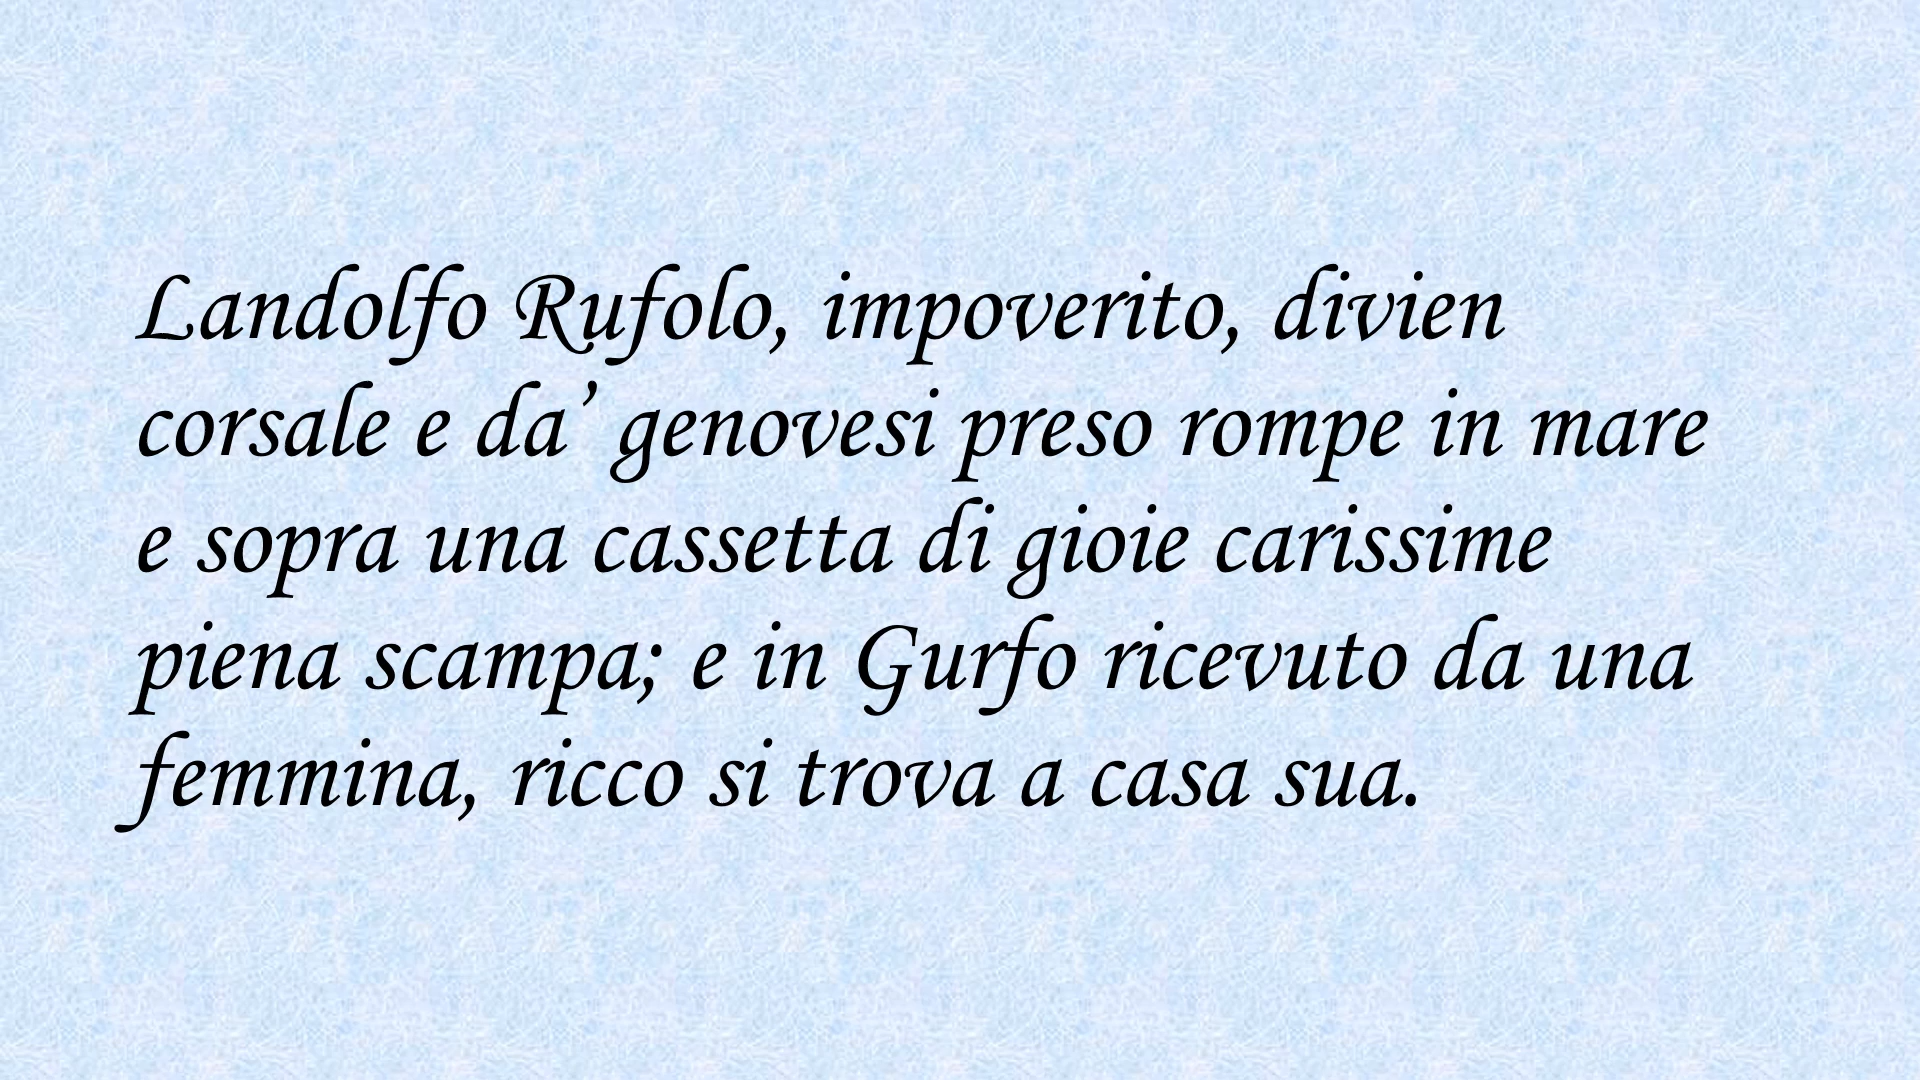 Landolfo Rufolo, impoverito, divien
corsale e da’ genovesi preso rompe in mare
e sopra una cassetta di gioie carissime
piena scampa; e in Gurfo ricevuto da una
femmina, ricco si trova a casa sua.